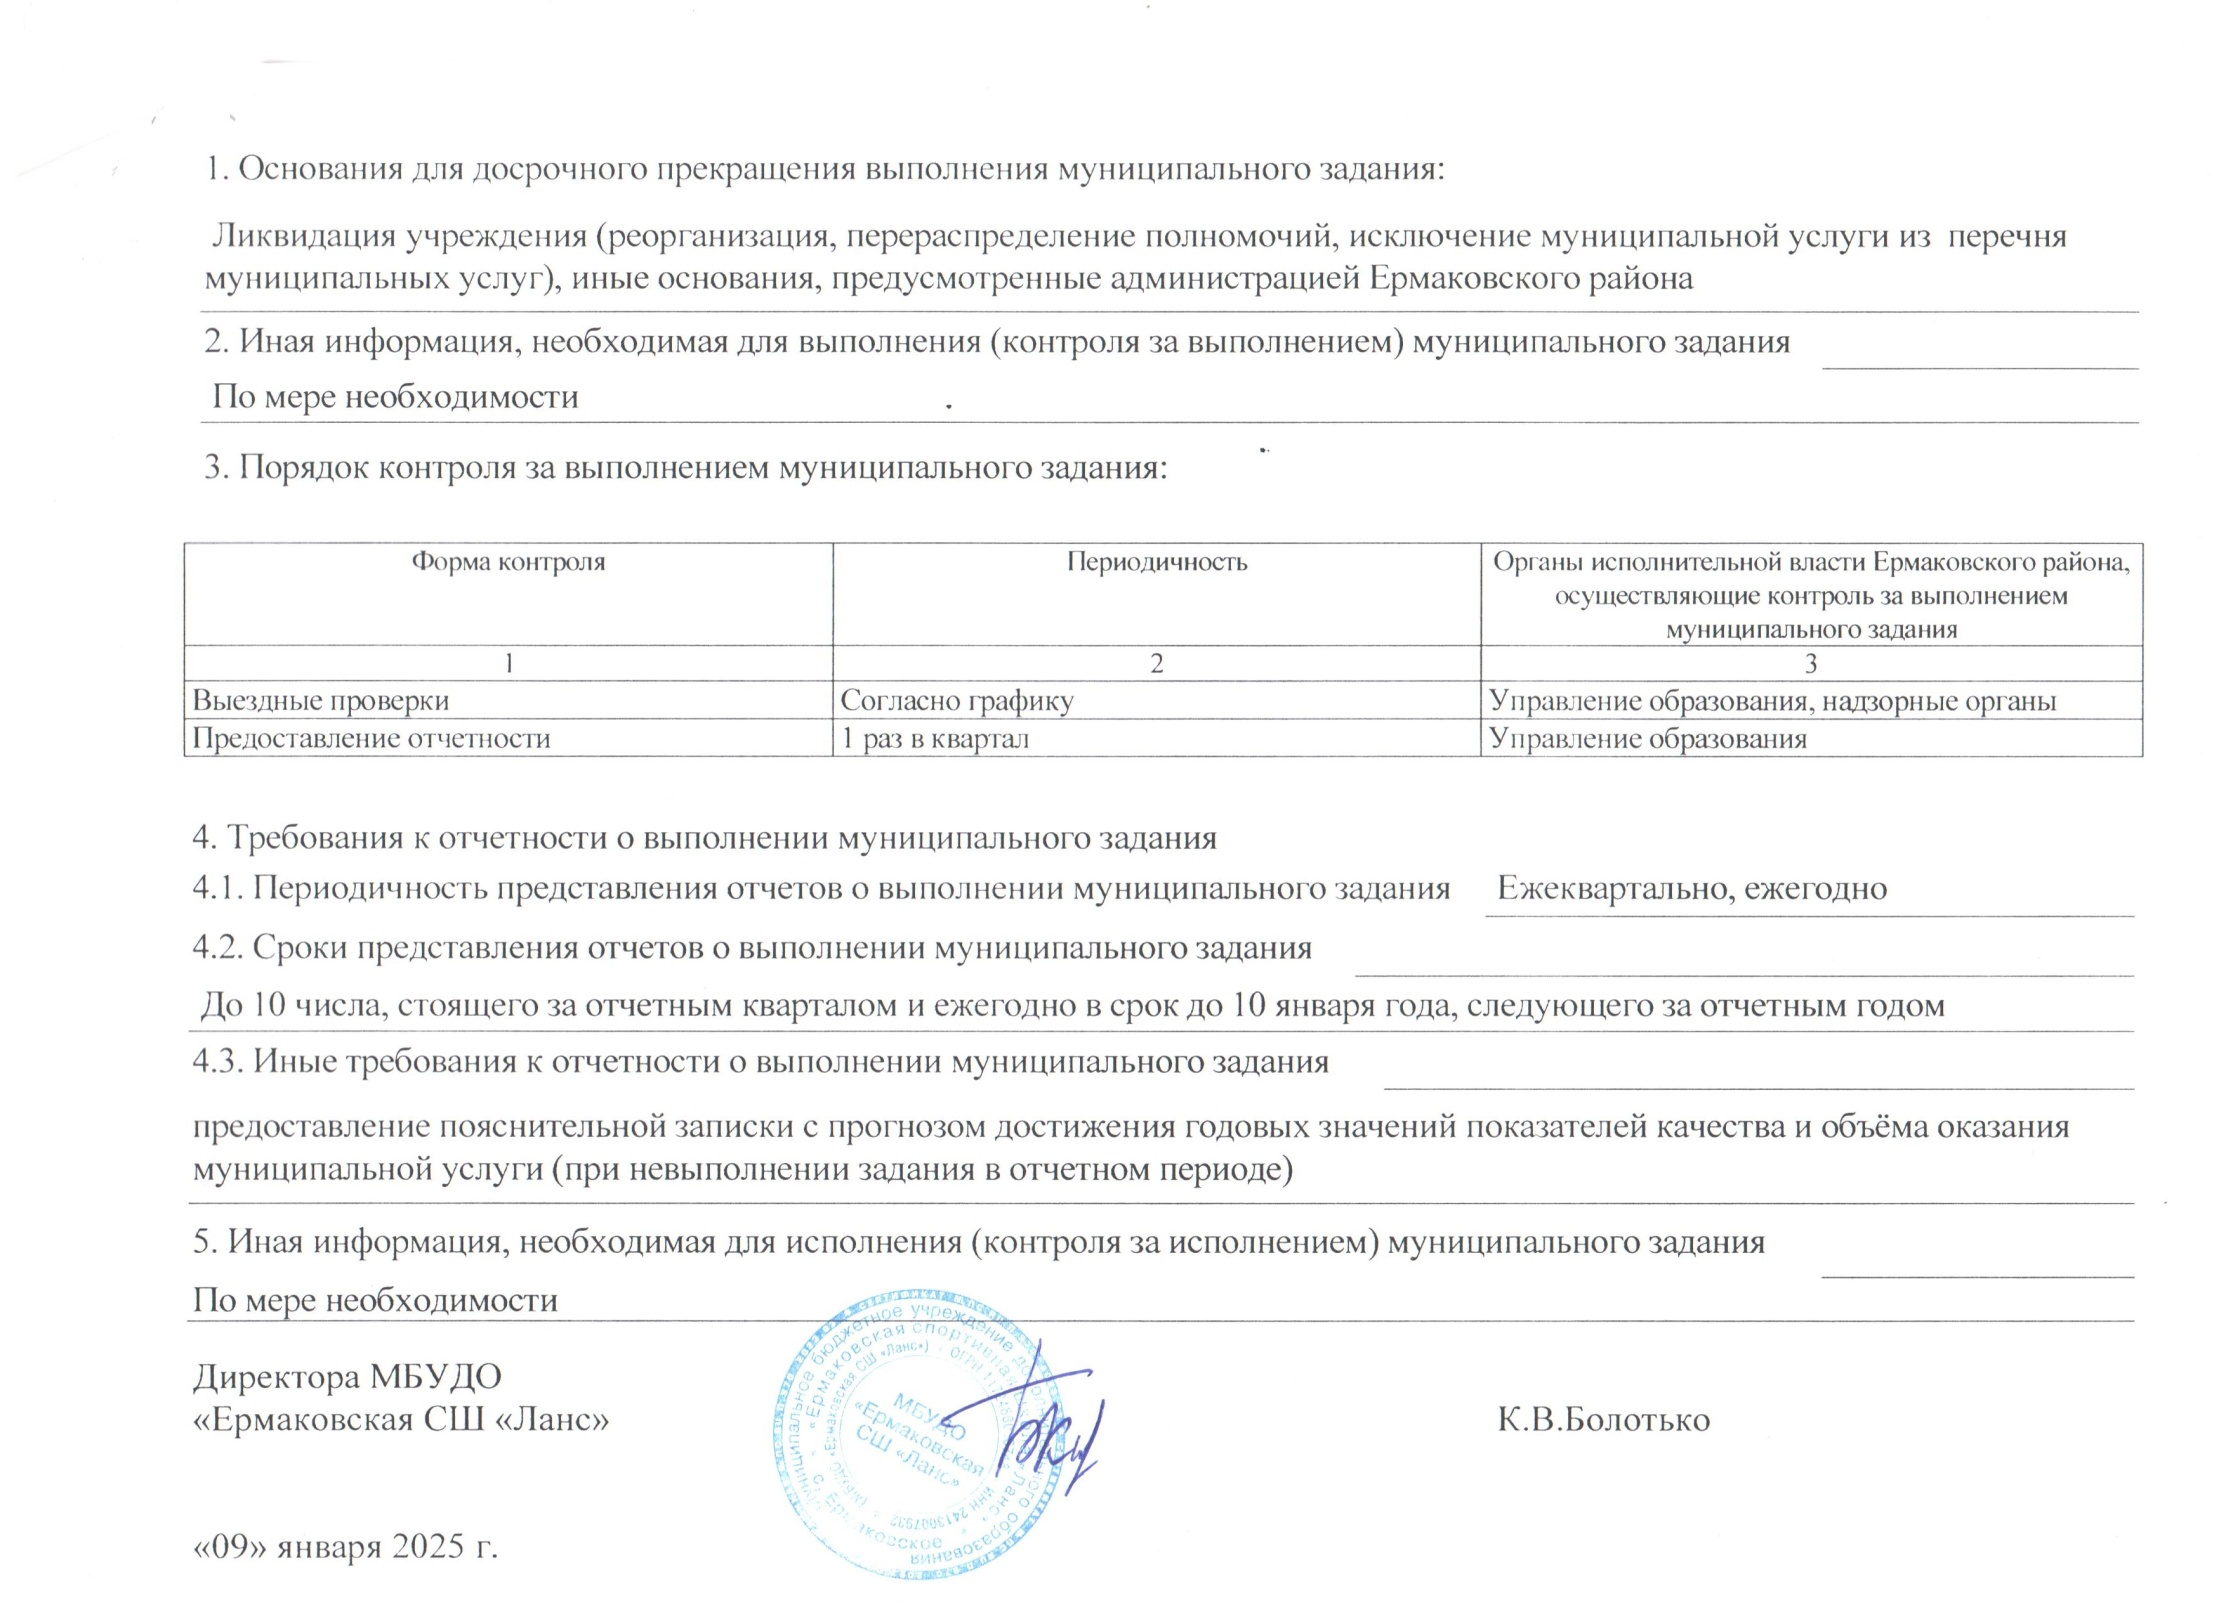 1. Основания для досрочного прекращения выполнения муниципального задания:
Ликвидация учреждения (реорганизация, перераспределение полномочий, исключение муниципальной услуги из перечня
муниципальных услуг), иные основания, предусмотренные администрацией Ермаковского района
2. Иная информация, необходимая для выполнения (контроля за выполнением) муниципального задания
По мере необходимости
3. Порядок контроля за выполнением муниципального задания:
Форма контроля Периодичность Органы исполнительной власти Ермаковского района,
осуществляющие контроль за выполнением
муниципального задания
1 2 3
Выездные проверки Согласно графику Управление образования, надзорные органы
Предоставление отчетности 1 раз в квартал Управление образования
4. Требования к отчетности о выполнении муниципального задания
4.1. Периодичность представления отчетов о выполнении муниципального задания Ежеквартально, ежегодно
4.2. Сроки представления отчетов о выполнении муниципального задания
До 10 числа, стоящего за отчетным кварталом и ежегодно в срок до 10 января года, следующего за отчетным годом
4.3. Иные требования к отчетности о выполнении муниципального задания
предоставление пояснительной записки с прогнозом достижения годовых значений показателей качества и объёма оказания
муниципальной услуги (при невыполнении задания в отчетном периоде)
5. Иная информация, необходимая для исполнения (контроля за исполнением) муниципального задания
По мере необходимости
Директора МБУДО
«Ермаковская СШ «Ланс» К.В.Болотько
муниципальное бюджетное учреждение дополнительного образования
«Ермаковская спортивная
МБУДО
«Ермаковская
СШ «Ланс»
«09» января 2025 г.